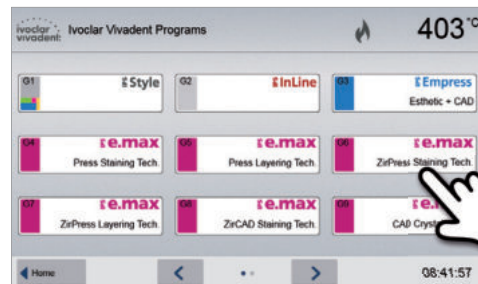 ivoclar vivadent: Ivoclar Vivadent Programs 403 °C
G1 Style
G2 InLine
G3 Empress
Esthetic + CAD
G4 e.max
Press Staining Tech.
G5 e.max
Press Layering Tech.
G6 e.max
ZirPress Staining Tech.
G7 e.max
ZirPress Layering Tech.
G8 e.max
ZirCAD Staining Tech.
G9
CAD
Home < > 08:41:57